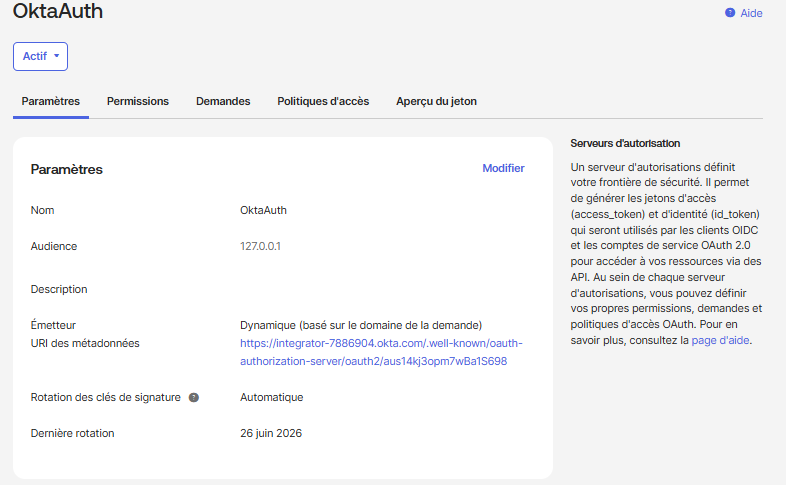 OktaAuth
Aide
Actif
Paramètres Permissions Demandes Politiques d'accès Aperçu du jeton
Paramètres Modifier
Nom OktaAuth
Audience 127.0.0.1
Description
Émetteur Dynamique (basé sur le domaine de la demande)
URI des métadonnées https://integrator-7886904.okta.com/.well-known/oauth-
authorization-server/oauth2/aus14kj3opm7wBa1S698
Rotation des clés de signature Automatique
Dernière rotation 26 juin 2026
Serveurs d'autorisation
Un serveur d'autorisations définit
votre frontière de sécurité. Il permet
de générer les jetons d'accès
(access_token) et d'identité (id_token)
qui seront utilisés par les clients OIDC
et les comptes de service OAuth 2.0
pour accéder à vos ressources via des
API. Au sein de chaque serveur
d'autorisations, vous pouvez définir
vos propres permissions, demandes et
politiques d'accès OAuth. Pour en
savoir plus, consultez la page d'aide.